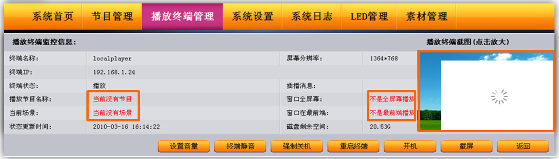 系统首页 节目管理 播放终端管理 系统设置 系统日志 LED管理 素材管理
播放终端监控信息: 播放终端截图(点击放大)
终端名称: localplayer 屏幕分辨率: 1364*768
终端IP: 192.168.1.24
终端状态: 播放 插播消息:
播放节目名称: 当前没有节目 窗口全屏幕: 不是全屏幕播放
当前场景: 当前没有场景 窗口在最前端: 不是最前端播放
状态更新时间: 2010-03-16 16:14:22 磁盘剩余空间: 20.53G
设置音量 终端静音 强制关机 重启终端 开机 截屏 返回